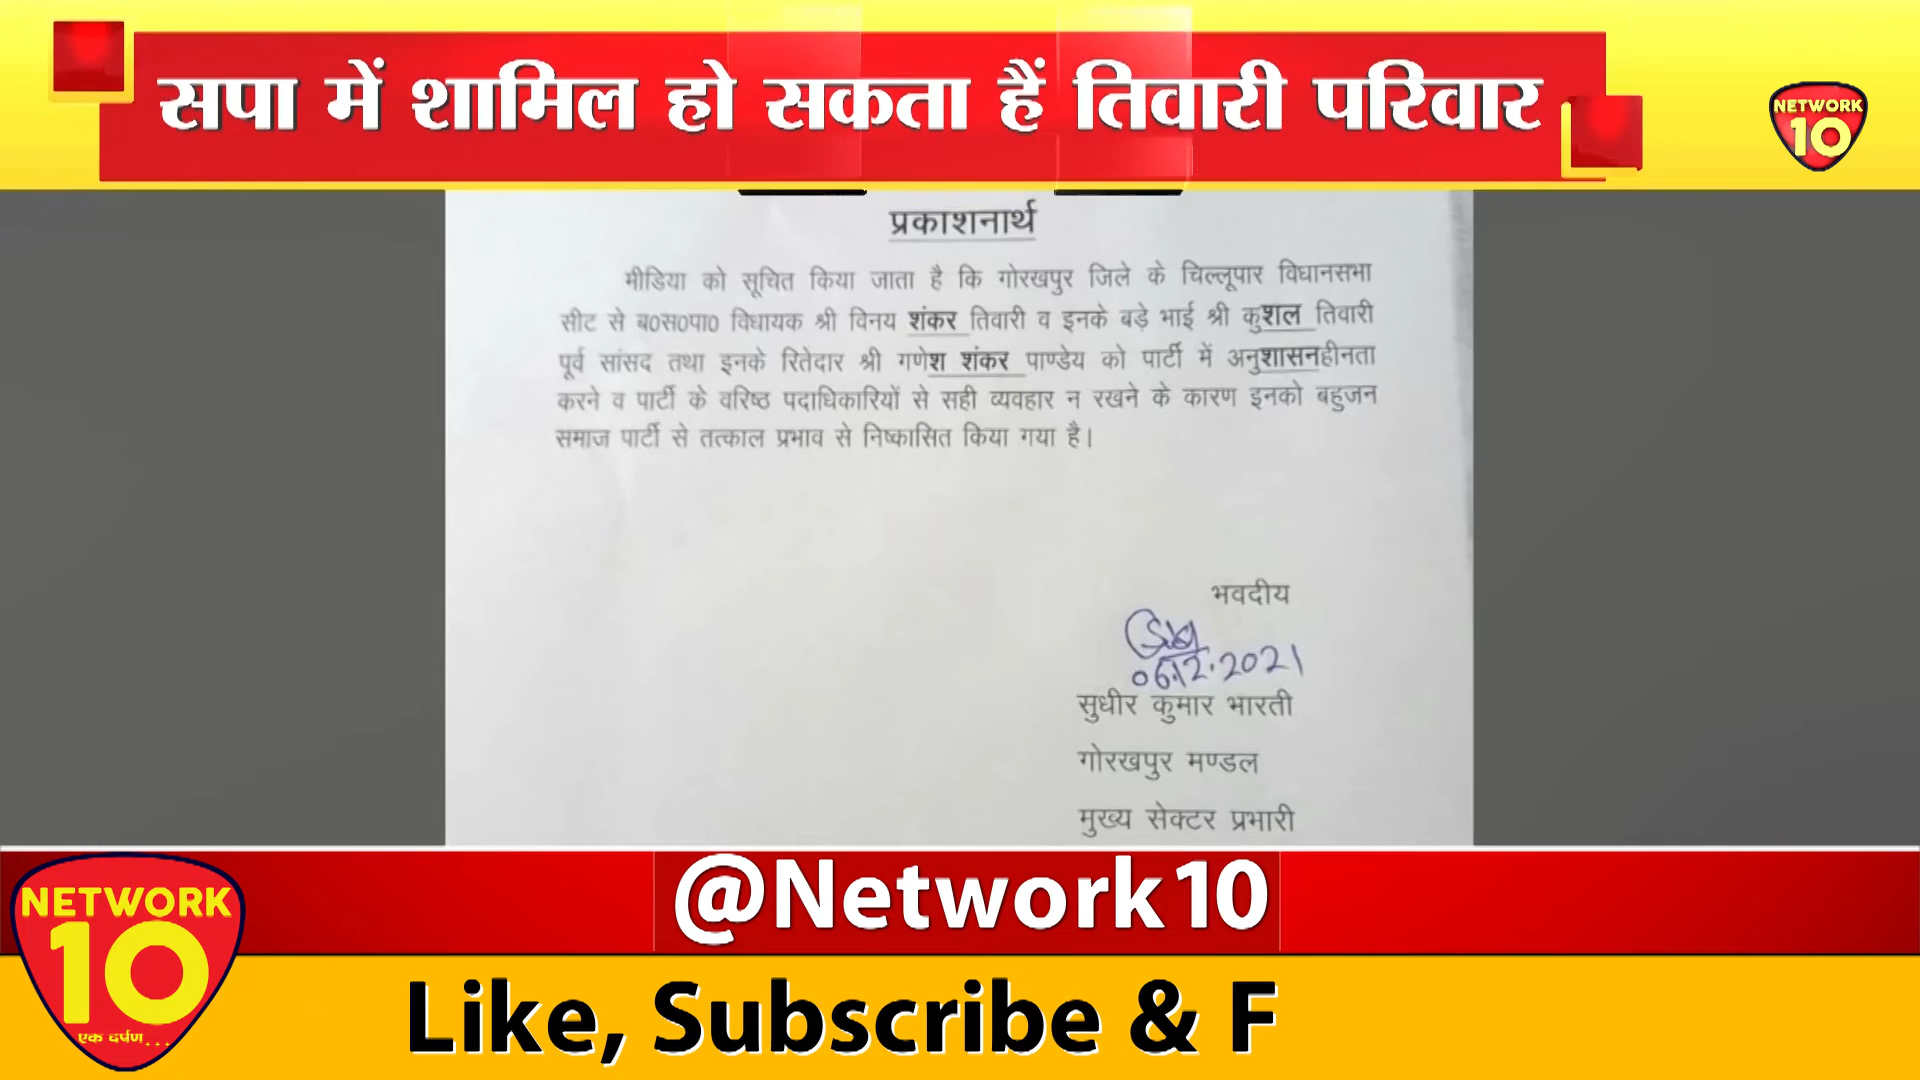 सपा में शामिल हो सकता हैं तिवारी परिवार
NETWORK
10
प्रकाशनार्थ
मीडिया को सूचित किया जाता है कि गोरखपुर जिले के चिल्लूपार विधानसभा
सीट से ब0स0पा0 विधायक श्री विनय शंकर तिवारी व इनके बड़े भाई श्री कुशल तिवारी
पूर्व सांसद तथा इनके रितेदार श्री गणेश शंकर पाण्डेय को पार्टी में अनुशासनहीनता
करने व पार्टी के वरिष्ठ पदाधिकारियों से सही व्यवहार न रखने के कारण इनको बहुजन
समाज पार्टी से तत्काल प्रभाव से निष्कासित किया गया है।
भवदीय
06.12.2021
सुधीर कुमार भारती
गोरखपुर मण्डल
मुख्य सेक्टर प्रभारी
@Network10
NETWORK
10
एक दर्पण...
Like, Subscribe & F